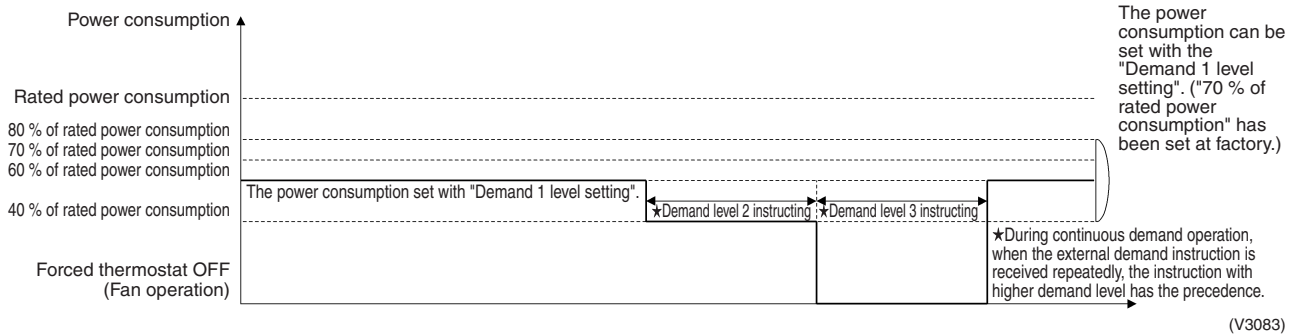 Power consumption
Rated power consumption
80 % of rated power consumption
70 % of rated power consumption
60 % of rated power consumption
40 % of rated power consumption
Forced thermostat OFF
(Fan operation)
The power consumption set with "Demand 1 level setting".
★Demand level 2 instructing
★Demand level 3 instructing
The power
consumption can be
set with the
"Demand 1 level
setting". ("70 % of
rated power
consumption" has
been set at factory.)
★During continuous demand operation,
when the external demand instruction is
received repeatedly, the instruction with
higher demand level has the precedence.
(V3083)